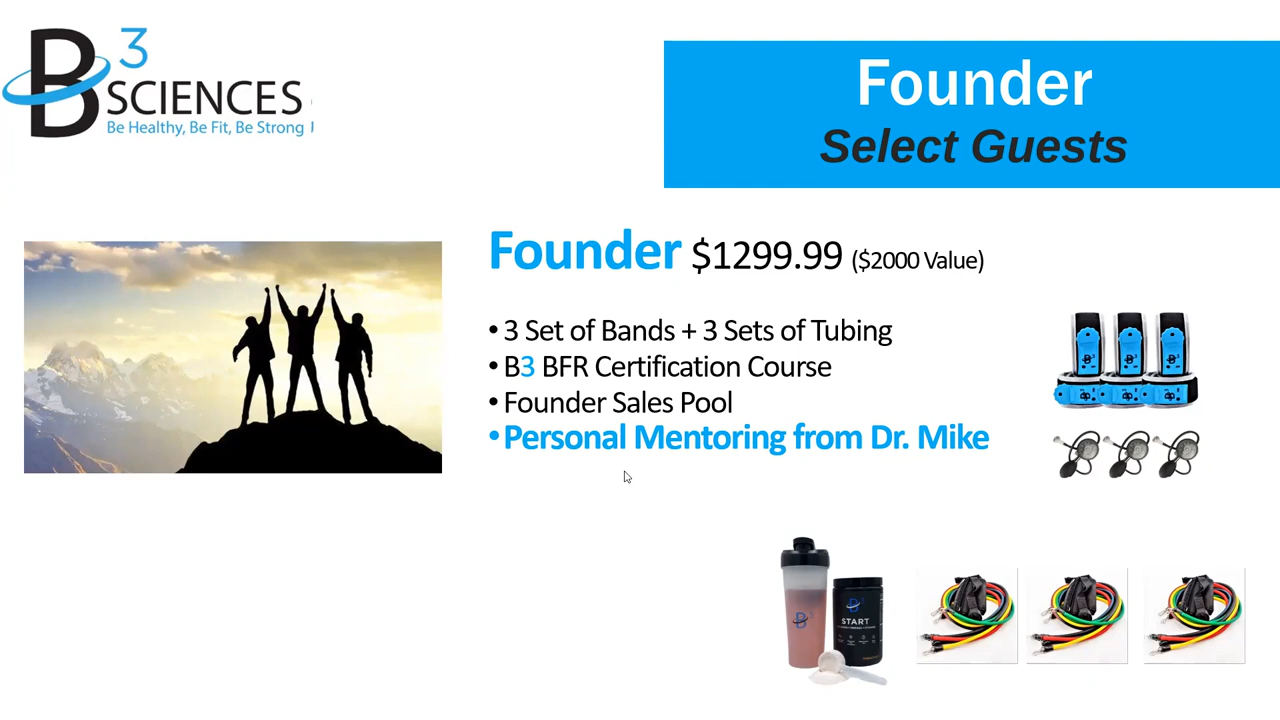 B3 SCIENCES
Be Healthy, Be Fit, Be Strong !
Founder
Select Guests
Founder $1299.99 ($2000 Value)
• 3 Set of Bands + 3 Sets of Tubing
• B3 BFR Certification Course
• Founder Sales Pool
• Personal Mentoring from Dr. Mike
B3
START